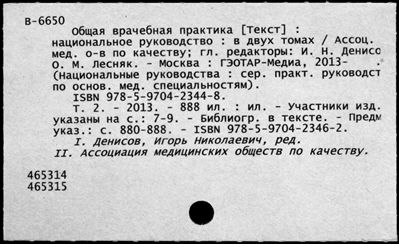 В-6650
Общая врачебная практика [Текст] :
национальное руководство : в двух томах / Ассоц.
мед. о-в по качеству; гл. редакторы: И. Н. Денисо
О. М. Лесняк. - Москва : ГЭОТАР-Медиа, 2013-
(Национальные руководства : сер. практ. руководст
по основ. мед. специальностям).
ISBN 978-5-9704-2344-8.
Т. 2. - 2013. - 888 ил. : ил. - Участники изд.
указаны на с.: 7-9. - Библиогр. в тексте. - Предм
указ.: с. 880-888. - ISBN 978-5-9704-2346-2.
I. Денисов, Игорь Николаевич, ред.
II. Ассоциация медицинских обществ по качеству.
465314
465315